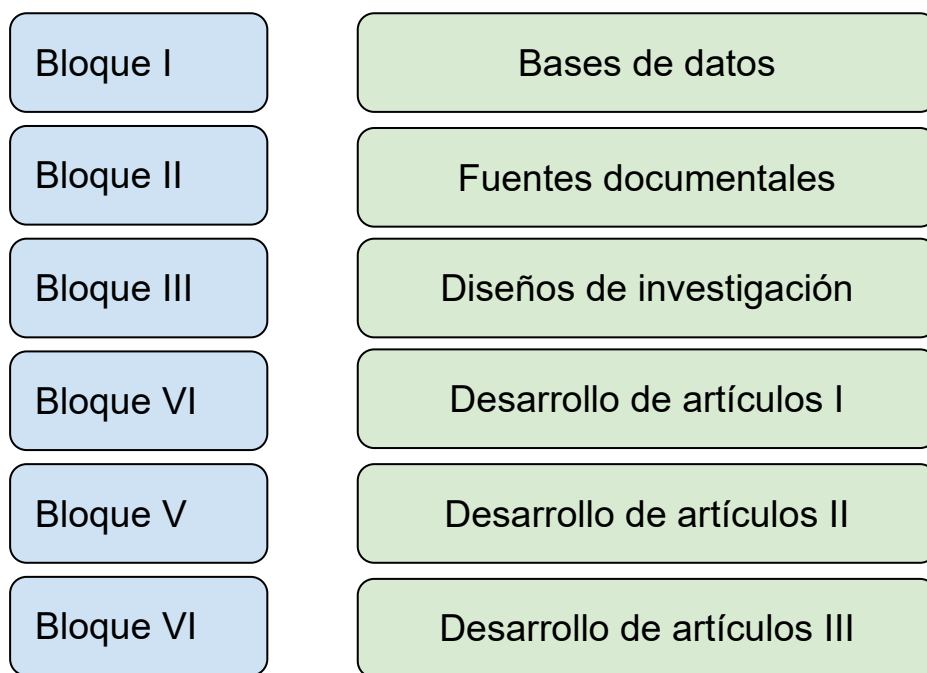 Bloque I
Bases de datos
Bloque II
Fuentes documentales
Bloque III
Diseños de investigación
Bloque VI
Desarrollo de artículos I
Bloque V
Desarrollo de artículos II
Bloque VI
Desarrollo de artículos III